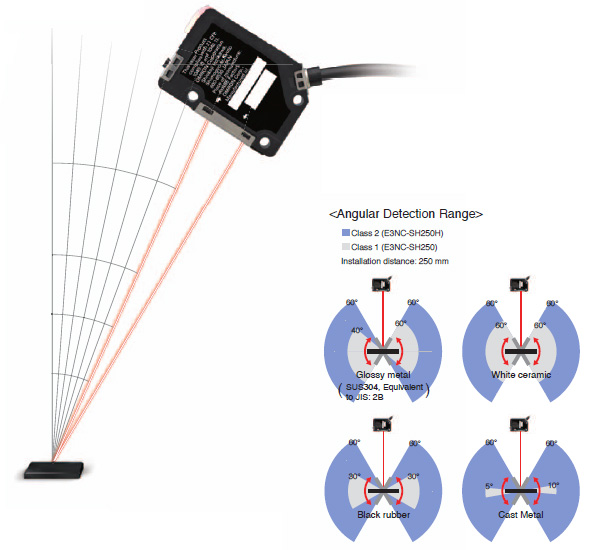 <Angular Detection Range>
Class 2 (E3NC-SH250H)
Class 1 (E3NC-SH250)
Installation distance: 250 mm
60° 60°
40° 60°
Glossy metal
( SUS304, Equivalent
to JIS: 2B )
60° 60°
60° 60°
White ceramic
60° 60°
30° 30°
Black rubber
60° 60°
5° 10°
Cast Metal